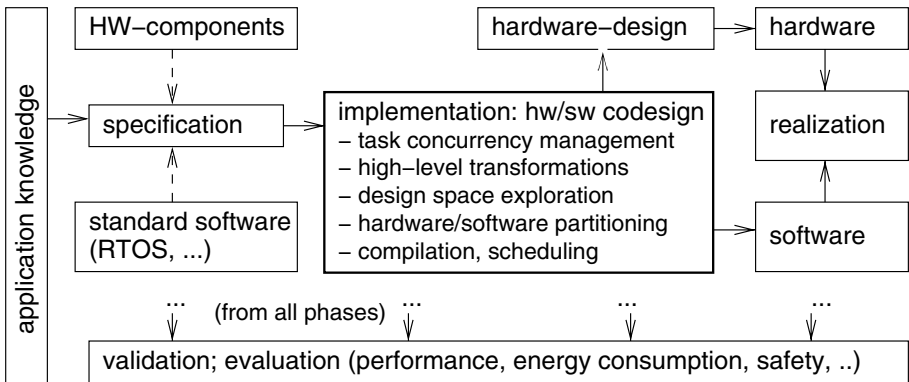 application knowledge
HW−components
specification
standard software
(RTOS, ...)
implementation: hw/sw codesign
− task concurrency management
− high−level transformations
− design space exploration
− hardware/software partitioning
− compilation, scheduling
hardware−design
hardware
realization
software
... (from all phases) ... ... ...
validation; evaluation (performance, energy consumption, safety, ..)